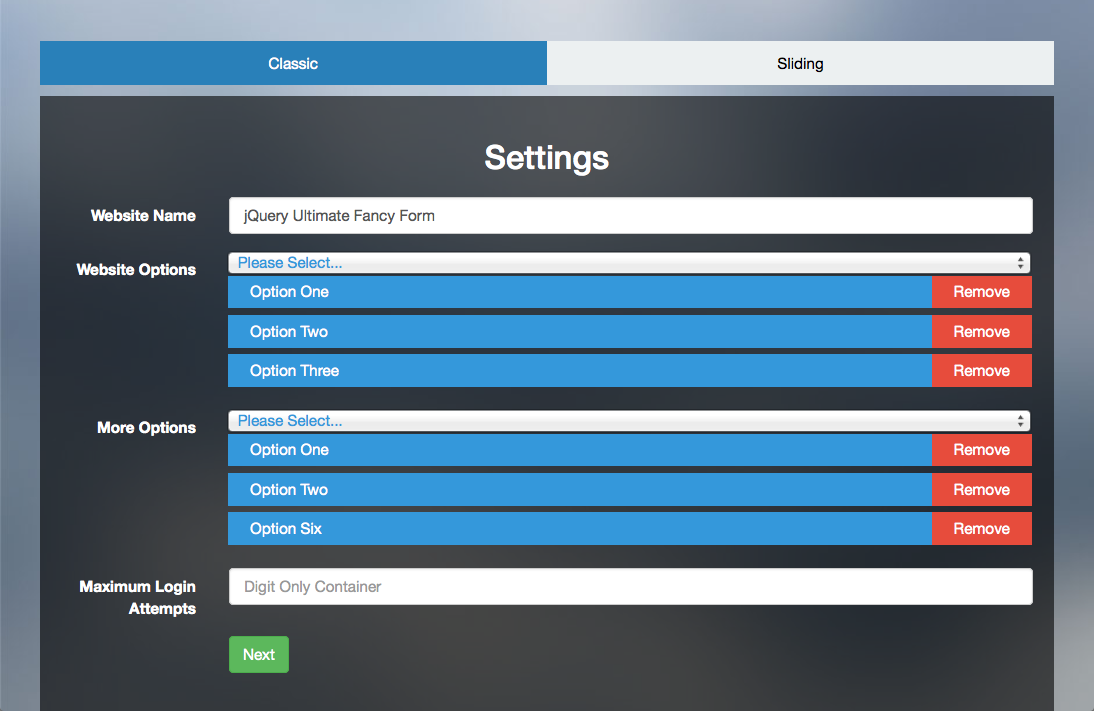 Classic
Sliding
Settings
Website Name
jQuery Ultimate Fancy Form
Website Options
Please Select...
Option One
Remove
Option Two
Remove
Option Three
Remove
More Options
Please Select...
Option One
Remove
Option Two
Remove
Option Six
Remove
Maximum Login
Attempts
Digit Only Container
Next